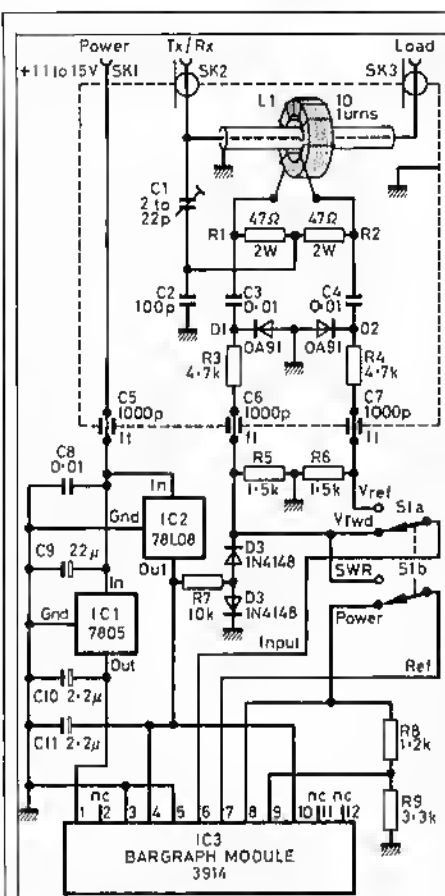 Power
+11 to 15V
SK1
Tx/Rx
SK2
Load
SK3
L1
10 turns
C1
2 to
22p
R1
47Ω
2W
47Ω
2W
R2
C2
100p
C3
0·01
C4
0·01
D1
OA91
OA91
D2
R3
4·7k
R4
4·7k
C5
1000p
ft
C6
1000p
ft
C7
1000p
ft
C8
0·01
In
Gnd
IC2
78L08
Out
R5
1·5k
R6
1·5k
Vref
S1a
Vfwd
C9
22μ
In
Gnd
IC1
7805
Out
R7
10k
D3
1N4148
D3
1N4148
SWR
S1b
Power
Input
Ref
C10
2·2μ
C11
2·2μ
R8
1·2k
R9
3·3k
nc
nc nc
1 2 3 4 5 6 7 8 9 10 11 12
IC3
BARGRAPH MODULE
3914